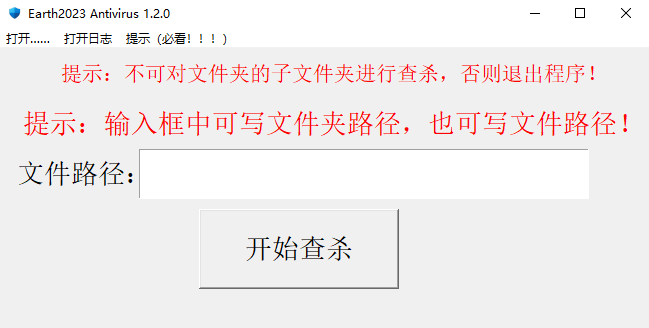 Earth2023 Antivirus 1.2.0
打开...... 打开日志 提示（必看！！！）
提示：不可对文件夹的子文件夹进行查杀，否则退出程序！
提示：输入框中可写文件夹路径，也可写文件路径！
文件路径：
开始查杀